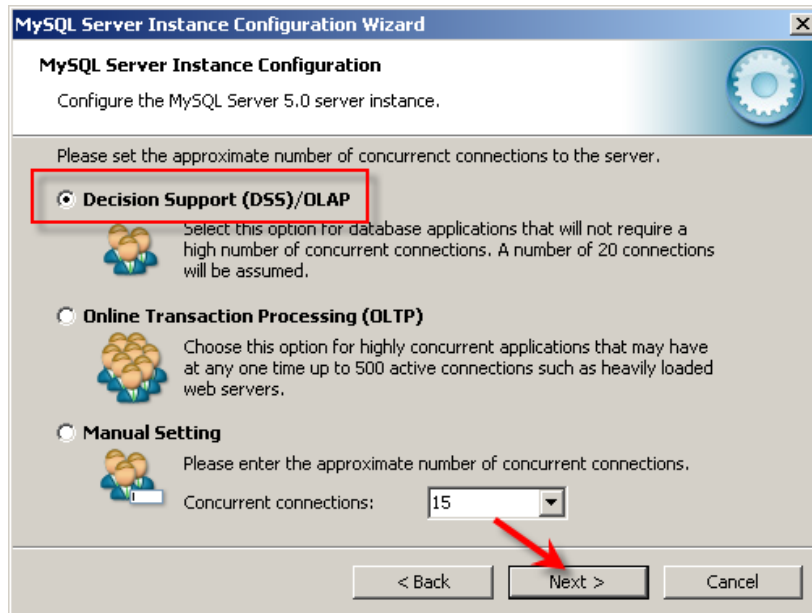 MySQL Server Instance Configuration Wizard
MySQL Server Instance Configuration
Configure the MySQL Server 5.0 server instance.
Please set the approximate number of concurrenct connections to the server.
Decision Support (DSS)/OLAP
Select this option for database applications that will not require a
high number of concurrent connections. A number of 20 connections
will be assumed.
Online Transaction Processing (OLTP)
Choose this option for highly concurrent applications that may have
at any one time up to 500 active connections such as heavily loaded
web servers.
Manual Setting
Please enter the approximate number of concurrent connections.
Concurrent connections: 15
< Back Next > Cancel